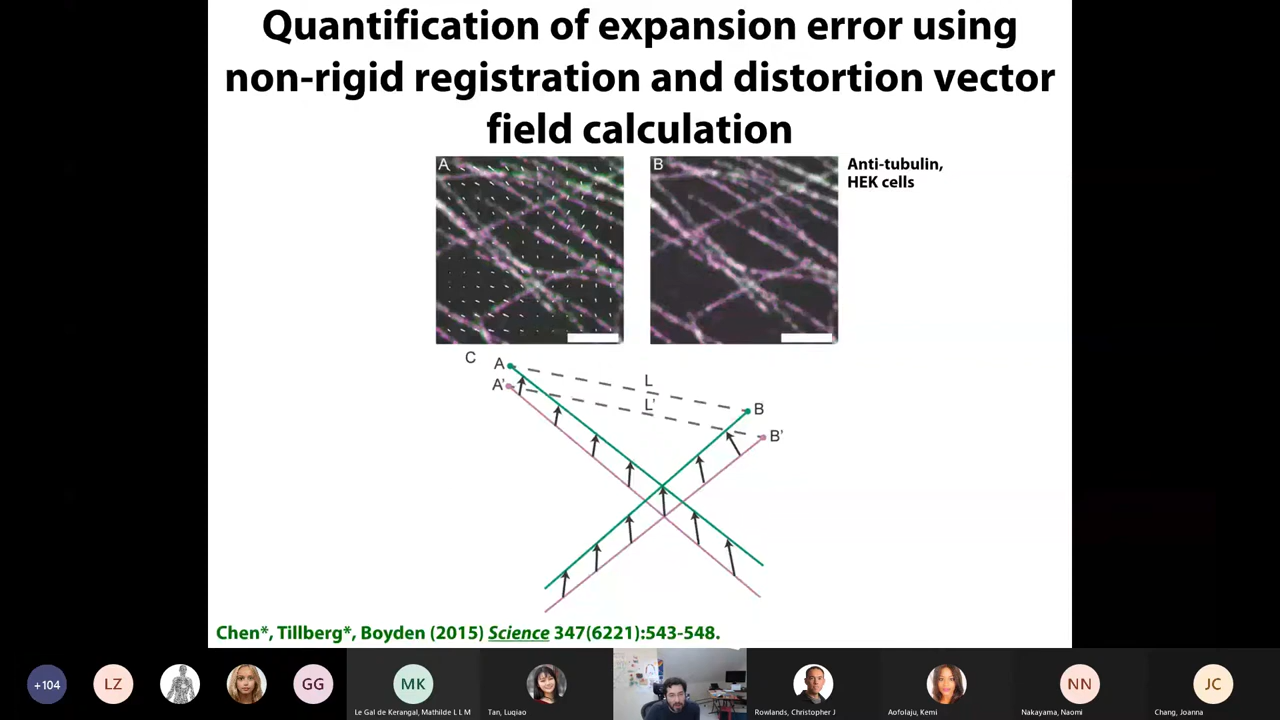 Quantification of expansion error using
non-rigid registration and distortion vector
field calculation
A
B
Anti-tubulin,
HEK cells
C
A
A'
L
L'
B
B'
Chen*, Tillberg*, Boyden (2015) Science 347(6221):543-548.
+104
LZ
GG
MK
NN
JC
Le Gal de Kerangal, Mathilde L L M
Tan, Luqiao
Rowlands, Christopher J
Aofolaju, Kemi
Nakayama, Naomi
Chang, Joanna